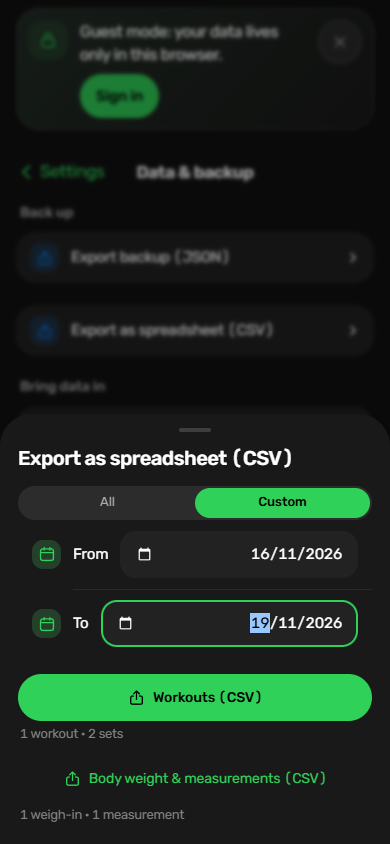 Guest mode: your data lives
only in this browser.
Sign in
Settings
Data & backup
Back up
Export backup (JSON)
Export as spreadsheet (CSV)
Bring data in
Export as spreadsheet (CSV)
All
Custom
From
16/11/2026
To
19/11/2026
Workouts (CSV)
1 workout • 2 sets
Body weight & measurements (CSV)
1 weigh-in • 1 measurement